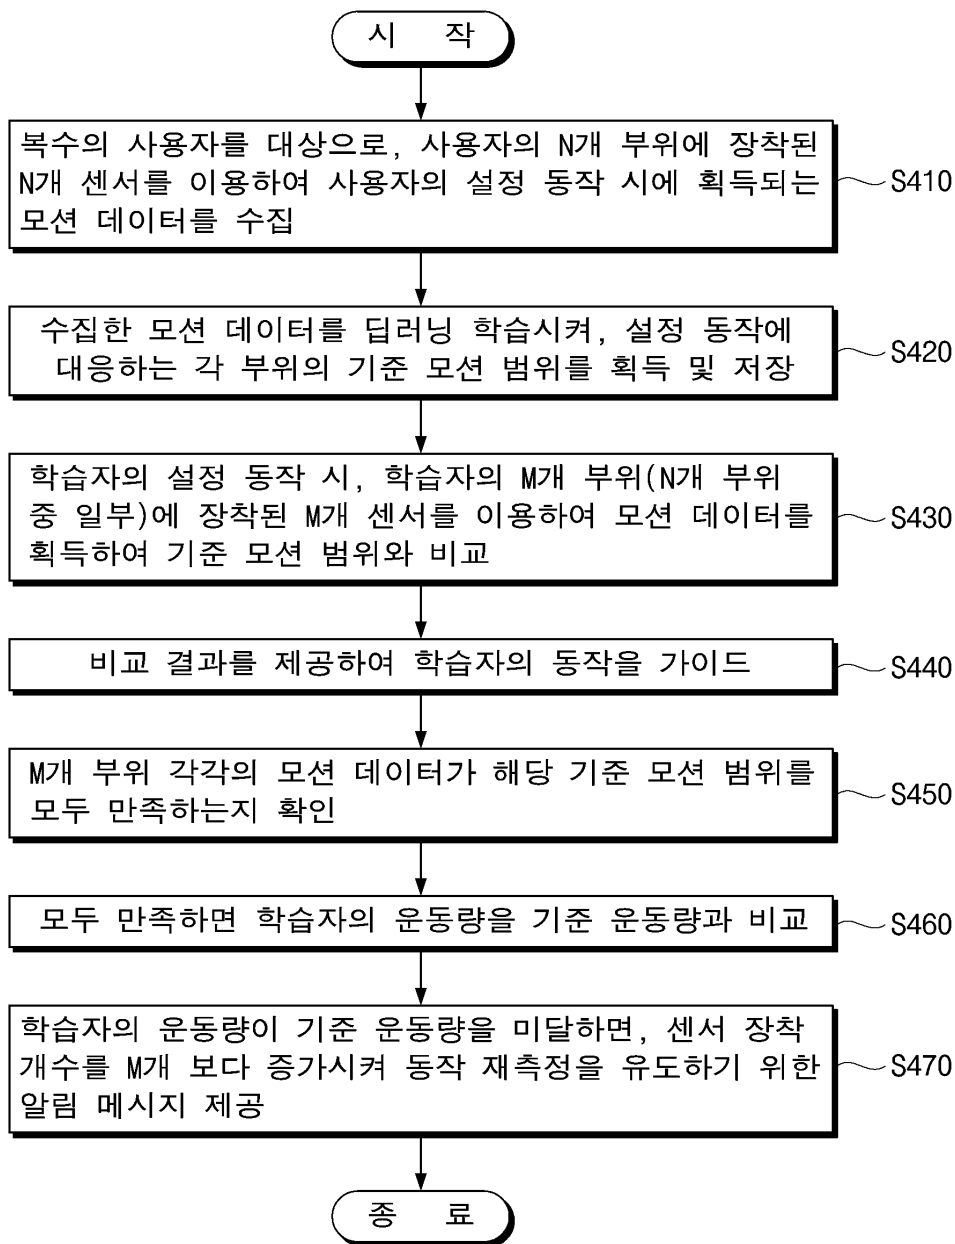 시 작
복수의 사용자를 대상으로, 사용자의 N개 부위에 장착된
N개 센서를 이용하여 사용자의 설정 동작 시에 획득되는
모션 데이터를 수집
S410
수집한 모션 데이터를 딥러닝 학습시켜, 설정 동작에
대응하는 각 부위의 기준 모션 범위를 획득 및 저장
S420
학습자의 설정 동작 시, 학습자의 M개 부위(N개 부위
중 일부)에 장착된 M개 센서를 이용하여 모션 데이터를
획득하여 기준 모션 범위와 비교
S430
비교 결과를 제공하여 학습자의 동작을 가이드
S440
M개 부위 각각의 모션 데이터가 해당 기준 모션 범위를
모두 만족하는지 확인
S450
모두 만족하면 학습자의 운동량을 기준 운동량과 비교
S460
학습자의 운동량이 기준 운동량을 미달하면, 센서 장착
개수를 M개 보다 증가시켜 동작 재측정을 유도하기 위한
알림 메시지 제공
S470
종 료